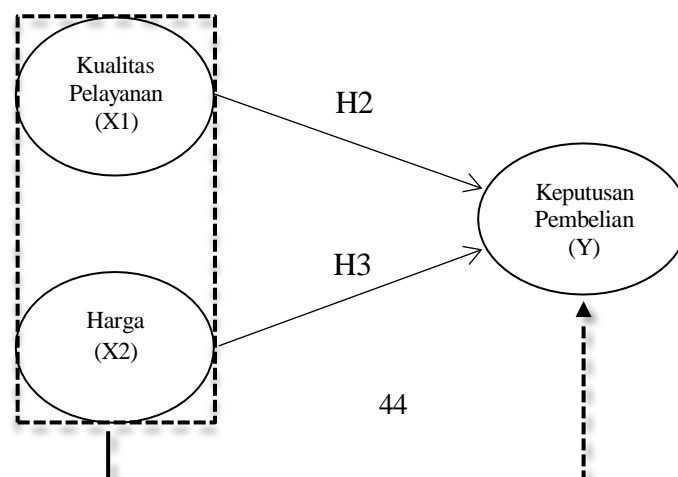 Kualitas
Pelayanan
(X1)
H2
Keputusan
Pembelian
(Y)
H3
Harga
(X2)
44